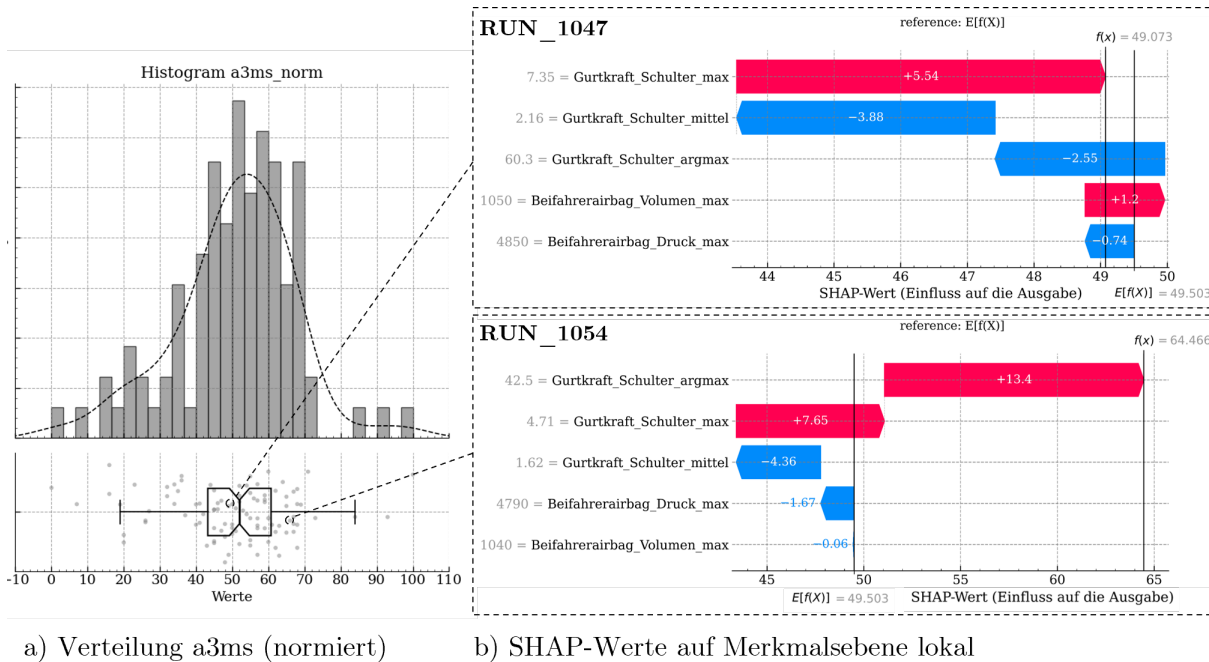 Histogram a3ms_norm
-10 0 10 20 30 40 50 60 70 80 90 100 110
Werte
a) Verteilung a3ms (normiert)
RUN_1047
reference: E[f(X)]
f(x) = 49.073
7.35 = Gurtkraft_Schulter_max
+5.54
2.16 = Gurtkraft_Schulter_mittel
−3.88
60.3 = Gurtkraft_Schulter_argmax
−2.55
1050 = Beifahrerairbag_Volumen_max
+1.2
4850 = Beifahrerairbag_Druck_max
−0.74
44 45 46 47 48 49 50
SHAP-Wert (Einfluss auf die Ausgabe)
E[f(X)] = 49.503
RUN_1054
reference: E[f(X)]
f(x) = 64.466
42.5 = Gurtkraft_Schulter_argmax
+13.4
4.71 = Gurtkraft_Schulter_max
+7.65
1.62 = Gurtkraft_Schulter_mittel
−4.36
4790 = Beifahrerairbag_Druck_max
−1.67
1040 = Beifahrerairbag_Volumen_max
−0.06
45 50 55 60 65
E[f(X)] = 49.503
SHAP-Wert (Einfluss auf die Ausgabe)
b) SHAP-Werte auf Merkmalsebene lokal